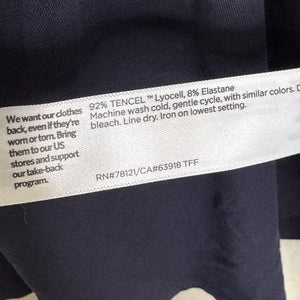 We want our clothes
back, even if they're
worn or torn. Bring
them to our US
stores and support
our take-back
program.
92% TENCEL™ Lyocell, 8% Elastane
Machine wash cold, gentle cycle, with similar colors. D
bleach. Line dry. Iron on lowest setting.
RN#78121/CA#63918 TFF